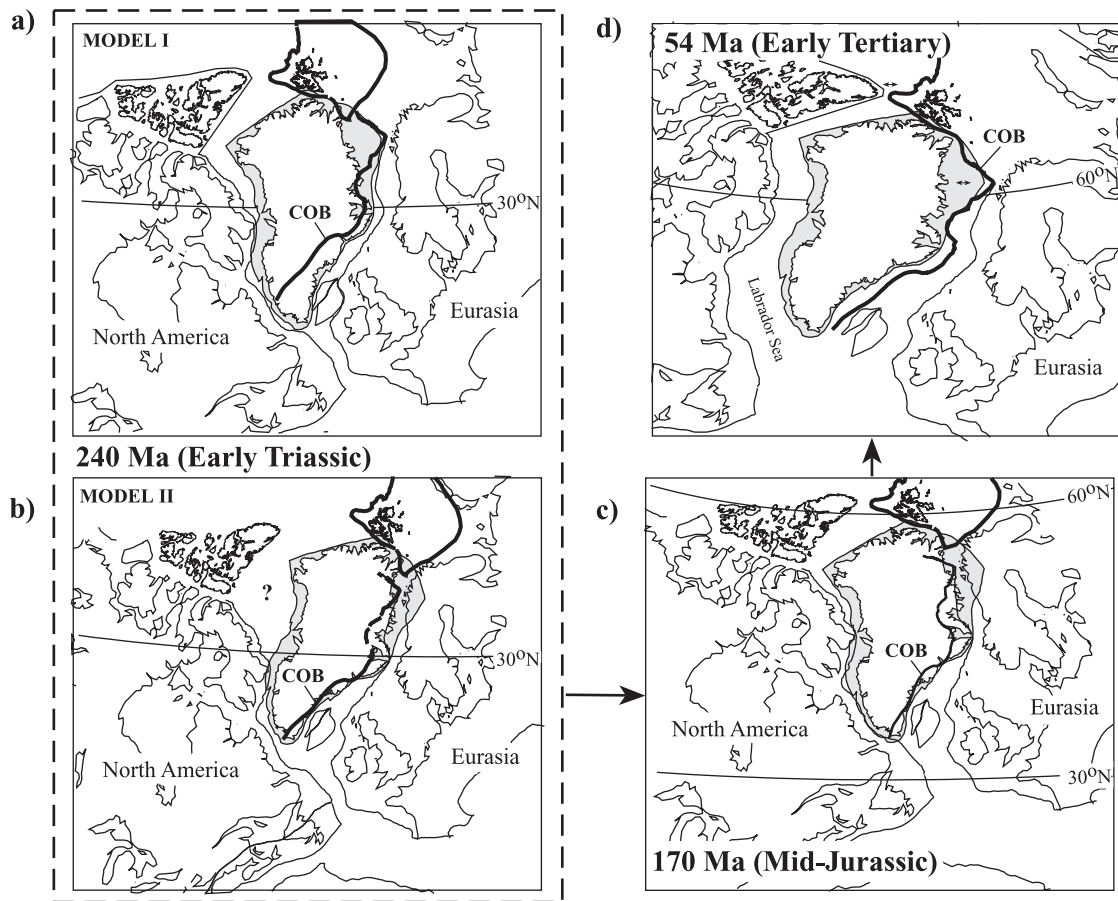 a)
MODEL I
COB
30°N
North America
Eurasia
240 Ma (Early Triassic)
b)
MODEL II
?
30°N
COB
North America
Eurasia
d)
54 Ma (Early Tertiary)
COB
60°N
Labrador Sea
Eurasia
c)
60°N
COB
North America
Eurasia
30°N
170 Ma (Mid-Jurassic)